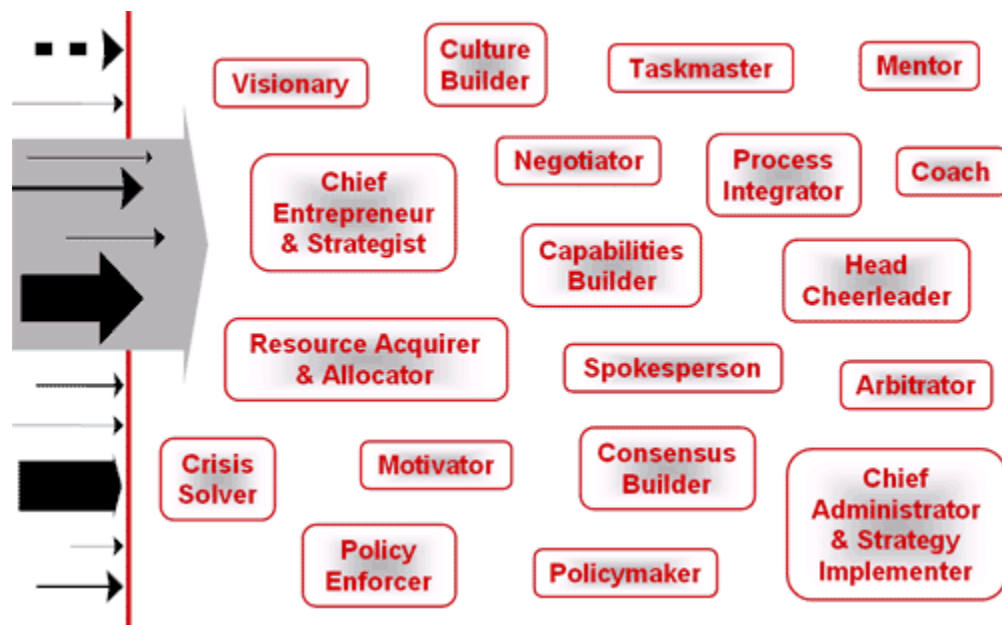 Visionary
Culture
Builder
Taskmaster
Mentor
Chief
Entrepreneur
& Strategist
Negotiator
Process
Integrator
Coach
Capabilities
Builder
Head
Cheerleader
Resource Acquirer
& Allocator
Spokesperson
Arbitrator
Crisis
Solver
Motivator
Consensus
Builder
Chief
Administrator
& Strategy
Implementer
Policy
Enforcer
Policymaker